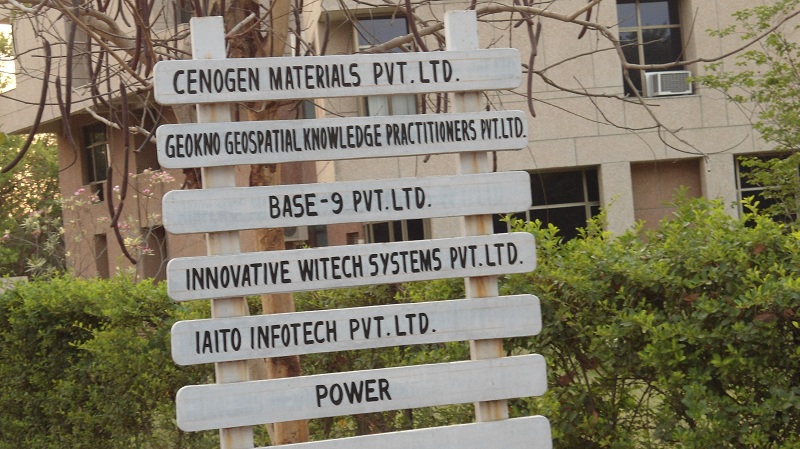 CENOGEN MATERIALS PVT.LTD.
GEOKNO GEOSPATIAL KNOWLEDGE PRACTITIONERS PVT.LTD.
BASE-9 PVT.LTD.
INNOVATIVE WITECH SYSTEMS PVT.LTD.
IAITO INFOTECH PVT.LTD.
POWER